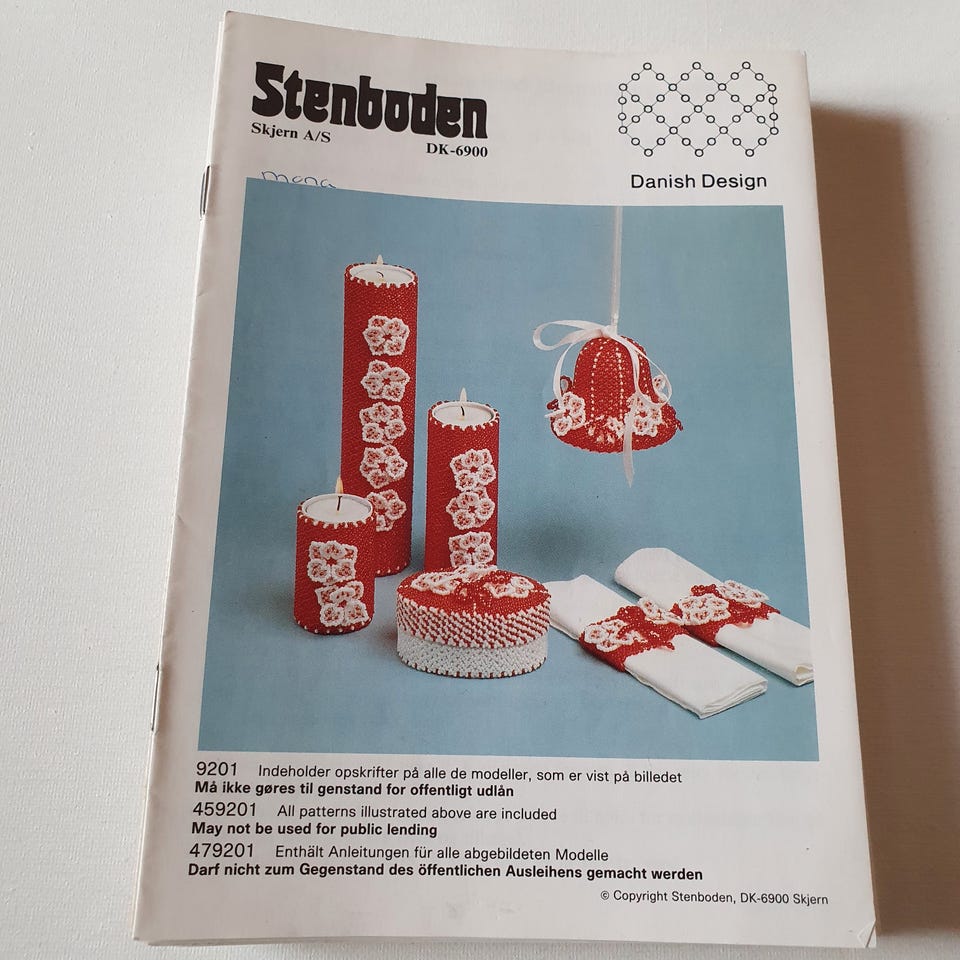 Stenboden
Skjern A/S
DK-6900
mona
Danish Design
9201 Indeholder opskrifter på alle de modeller, som er vist på billedet
Må ikke gøres til genstand for offentligt udlån
459201 All patterns illustrated above are included
May not be used for public lending
479201 Enthält Anleitungen für alle abgebildeten Modelle
Darf nicht zum Gegenstand des öffentlichen Ausleihens gemacht werden
© Copyright Stenboden, DK-6900 Skjern